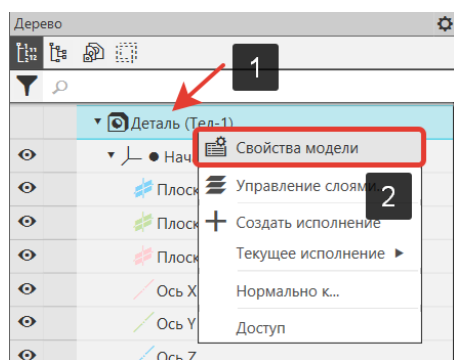 Дерево
1
Деталь (Тел-1)
Нач
Свойства модели
Плоск
Управление слоями...
2
Плоск
Создать исполнение
Плоск
Текущее исполнение
Ось X
Нормально к...
Ось Y
Доступ
Ось Z